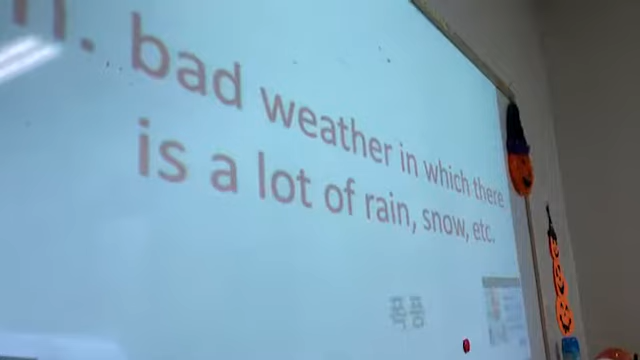 n. bad weather in which there
is a lot of rain, snow, etc.
폭풍